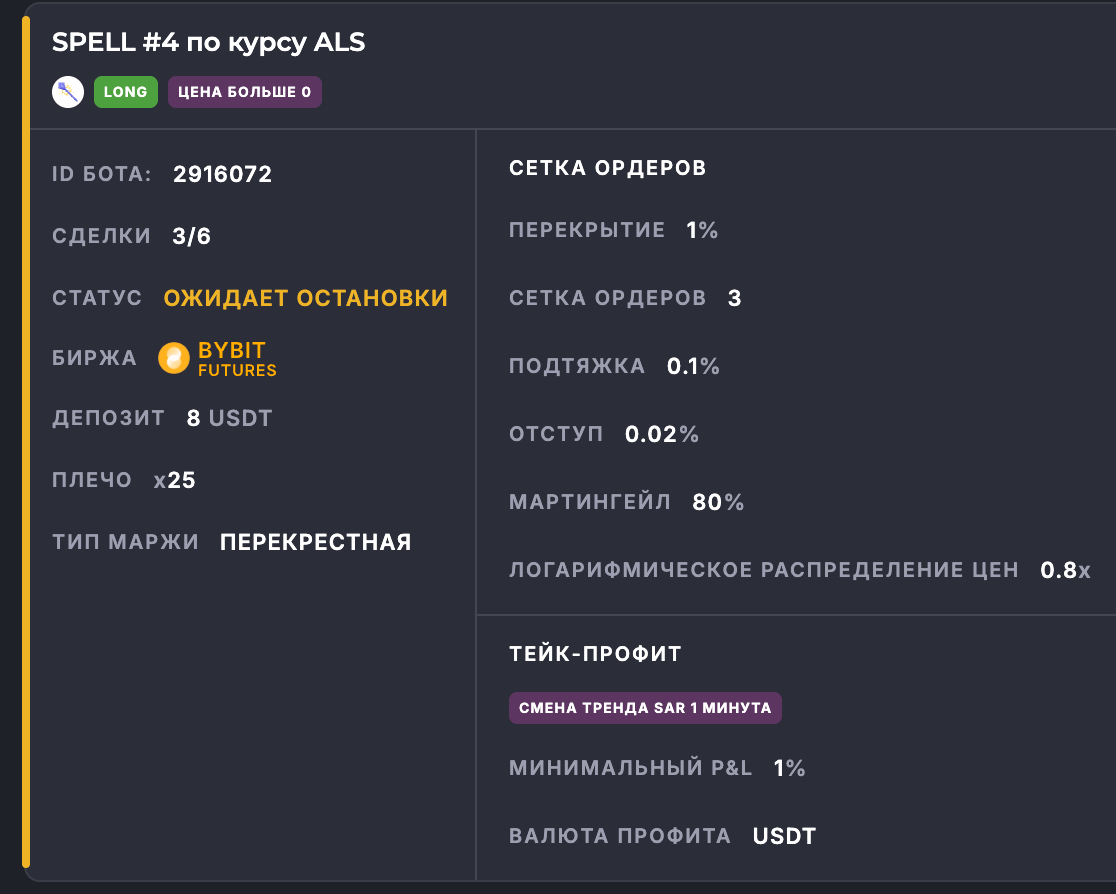 SPELL #4 по курсу ALS
LONG
ЦЕНА БОЛЬШЕ 0
ID БОТА: 2916072
СДЕЛКИ 3/6
СТАТУС ОЖИДАЕТ ОСТАНОВКИ
БИРЖА BYBIT
FUTURES
ДЕПОЗИТ 8 USDT
ПЛЕЧО x25
ТИП МАРЖИ ПЕРЕКРЕСТНАЯ
СЕТКА ОРДЕРОВ
ПЕРЕКРЫТИЕ 1%
СЕТКА ОРДЕРОВ 3
ПОДТЯЖКА 0.1%
ОТСТУП 0.02%
МАРТИНГЕЙЛ 80%
ЛОГАРИФМИЧЕСКОЕ РАСПРЕДЕЛЕНИЕ ЦЕН 0.8x
ТЕЙК-ПРОФИТ
СМЕНА ТРЕНДА SAR 1 МИНУТА
МИНИМАЛЬНЫЙ P&L 1%
ВАЛЮТА ПРОФИТА USDT